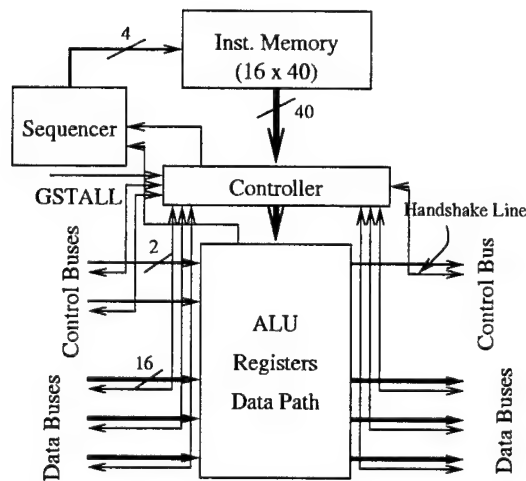 4
Inst. Memory
(16 x 40)
40
Sequencer
Controller
GSTALL
Handshake Line
2
Control Buses
Control Bus
ALU
Registers
Data Path
16
Data Buses
Data Buses